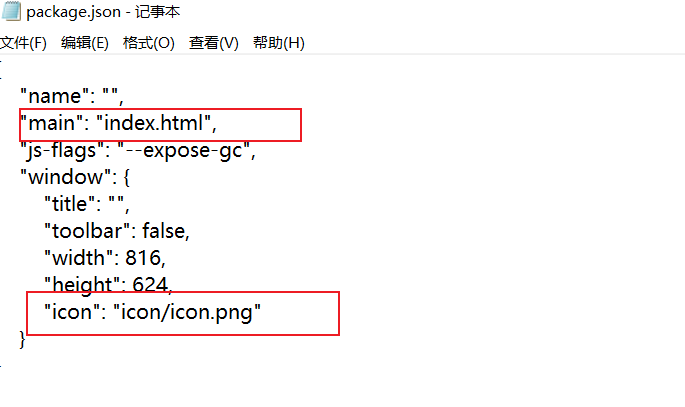 package.json - 记事本
文件(F) 编辑(E) 格式(O) 查看(V) 帮助(H)
"name": "",
"main": "index.html",
"js-flags": "--expose-gc",
"window": {
"title": "",
"toolbar": false,
"width": 816,
"height": 624,
"icon": "icon/icon.png"
}